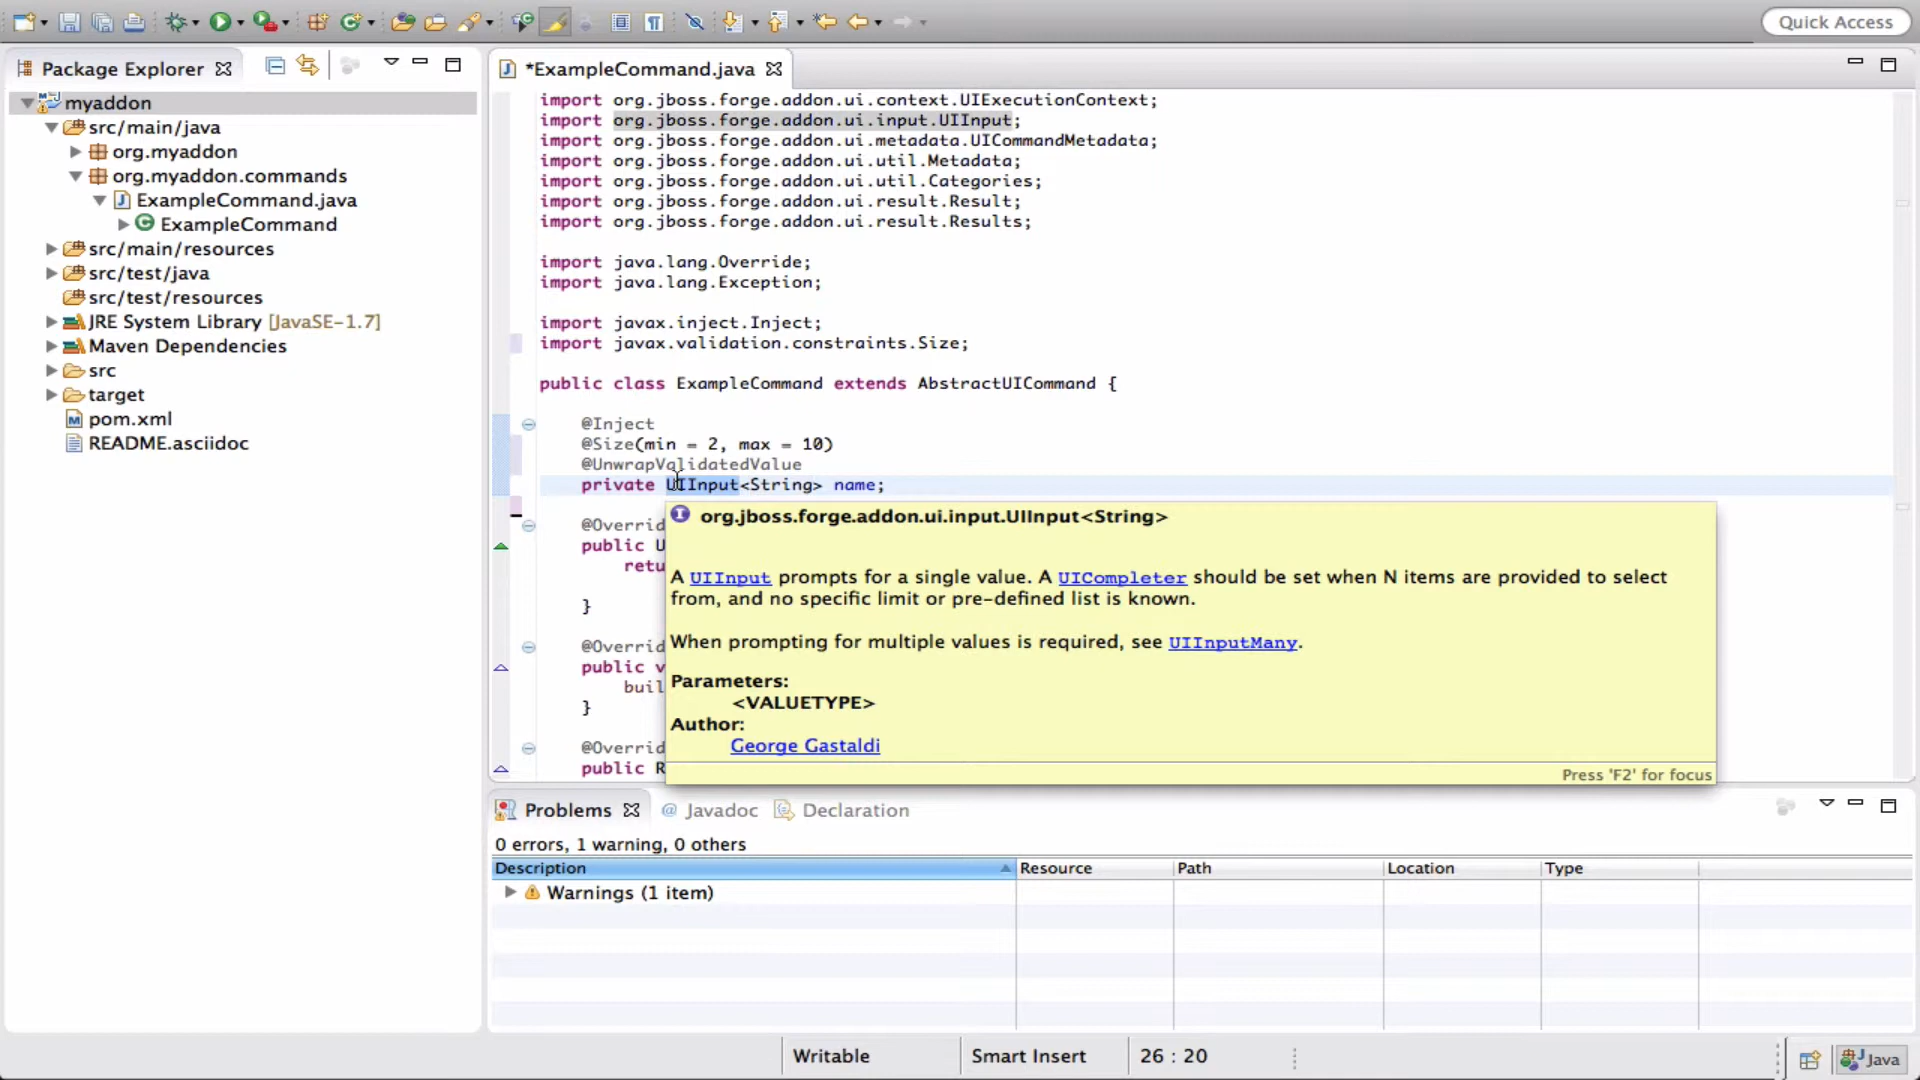 Quick Access
Package Explorer
myaddon
src/main/java
org.myaddon
org.myaddon.commands
ExampleCommand.java
ExampleCommand
src/main/resources
src/test/java
src/test/resources
JRE System Library [JavaSE-1.7]
Maven Dependencies
src
target
pom.xml
README.asciidoc
*ExampleCommand.java
import org.jboss.forge.addon.ui.context.UIExecutionContext;
import org.jboss.forge.addon.ui.input.UIInput;
import org.jboss.forge.addon.ui.metadata.UICommandMetadata;
import org.jboss.forge.addon.ui.util.Metadata;
import org.jboss.forge.addon.ui.util.Categories;
import org.jboss.forge.addon.ui.result.Result;
import org.jboss.forge.addon.ui.result.Results;
import java.lang.Override;
import java.lang.Exception;
import javax.inject.Inject;
import javax.validation.constraints.Size;
public class ExampleCommand extends AbstractUICommand {
@Inject
@Size(min = 2, max = 10)
@UnwrapValidatedValue
private UIInput<String> name;
@Overrid
public U
retu
}
@Overrid
public v
buil
}
@Overrid
public R
org.jboss.forge.addon.ui.input.UIInput<String>
A UIInput prompts for a single value. A UICompleter should be set when N items are provided to select
from, and no specific limit or pre-defined list is known.
When prompting for multiple values is required, see UIInputMany.
Parameters:
<VALUETYPE>
Author:
George Gastaldi
Press 'F2' for focus
Problems @ Javadoc Declaration
0 errors, 1 warning, 0 others
Description Resource Path Location Type
Warnings (1 item)
Writable Smart Insert 26 : 20
Java